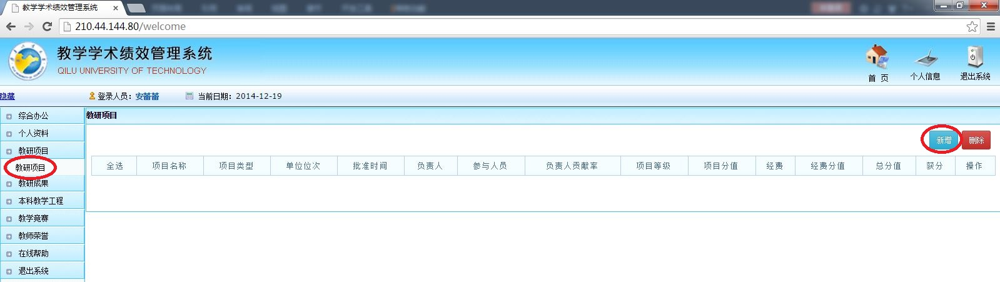 教学学术绩效管理系统
210.44.144.80/welcome
教学学术绩效管理系统
QILU UNIVERSITY OF TECHNOLOGY
首 页
个人信息
退出系统
隐藏
登录人员：安蕾蕾
当前日期：2014-12-19
综合办公
个人资料
教研项目
教研项目
教研成果
本科教学工程
教学竞赛
教师荣誉
在线帮助
退出系统
教研项目
新增 删除
全选 项目名称 项目类型 单位位次 批准时间 负责人 参与人员 负责人贡献率 项目等级 项目分值 经费 经费分值 总分值 获分 操作